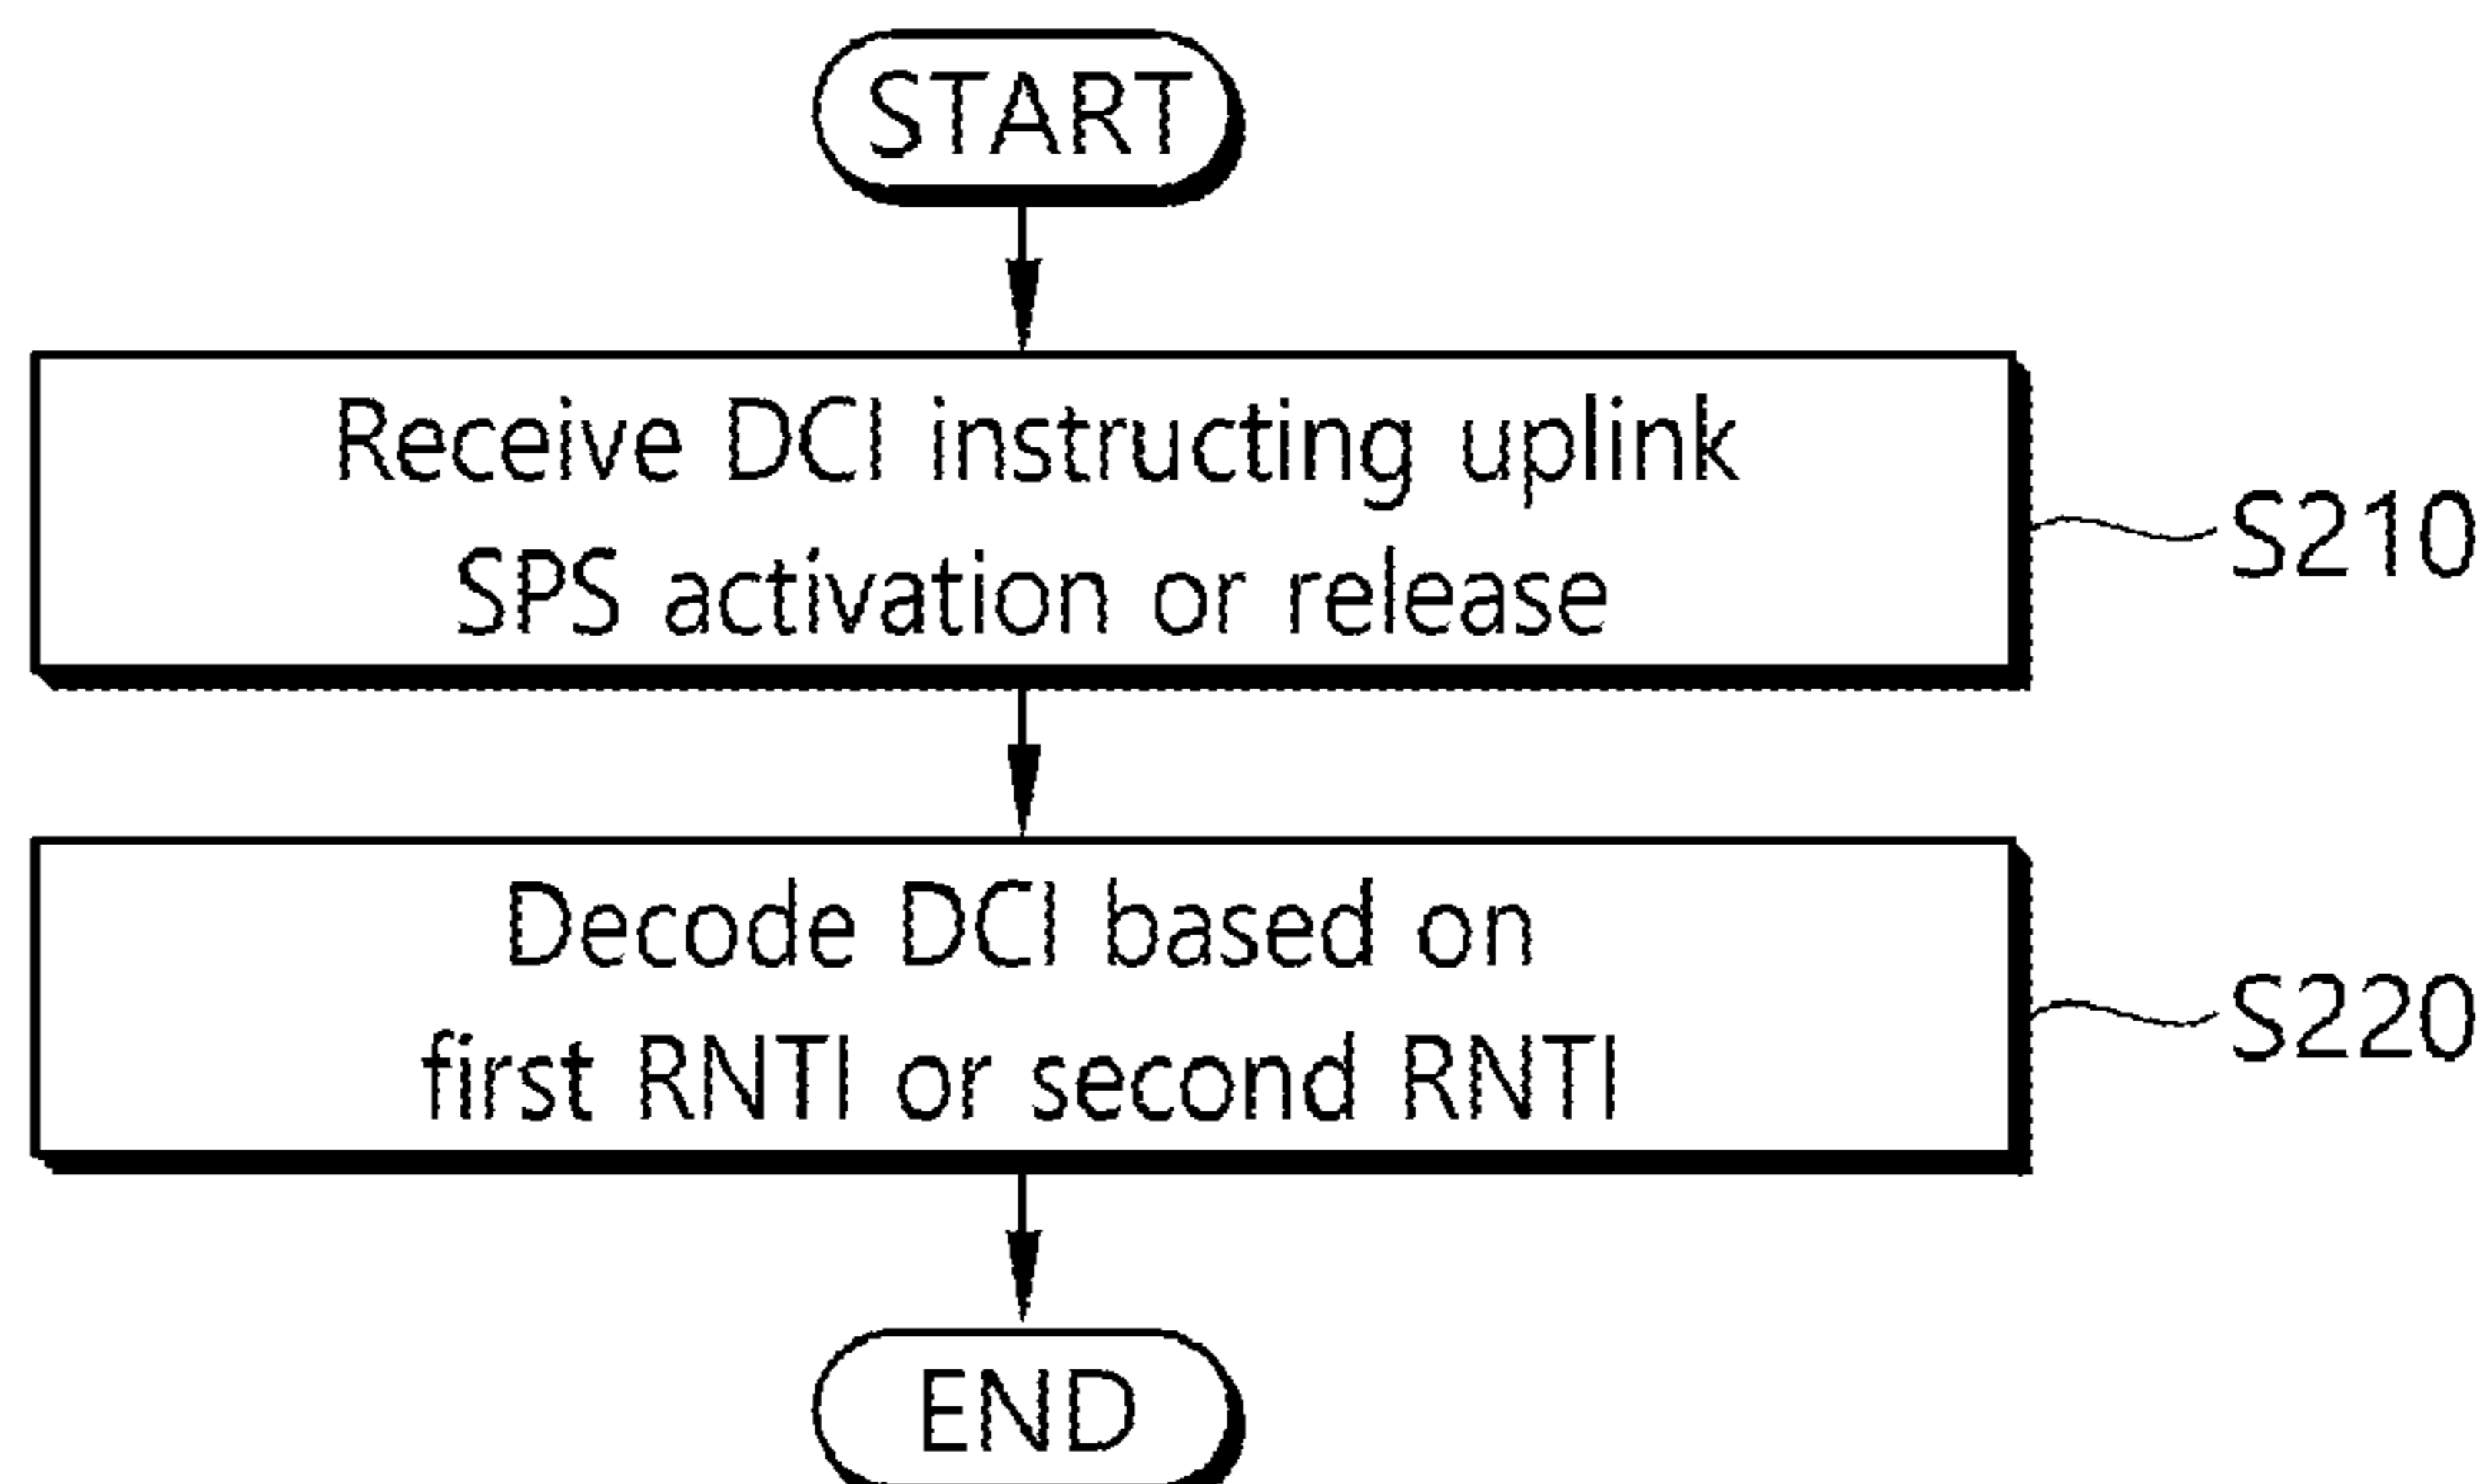 START
Receive DCI instructing uplink
SPS activation or release
S210
Decode DCI based on
first RNTI or second RNTI
S220
END